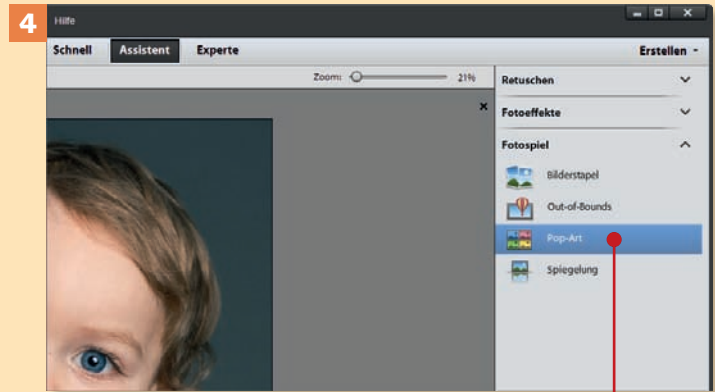 4
Hilfe
Schnell Assistent Experte Erstellen
Zoom: 21%
Retuschen
Fotoeffekte
Fotospiel
Bilderstapel
Out-of-Bounds
Pop-Art
Spiegelung